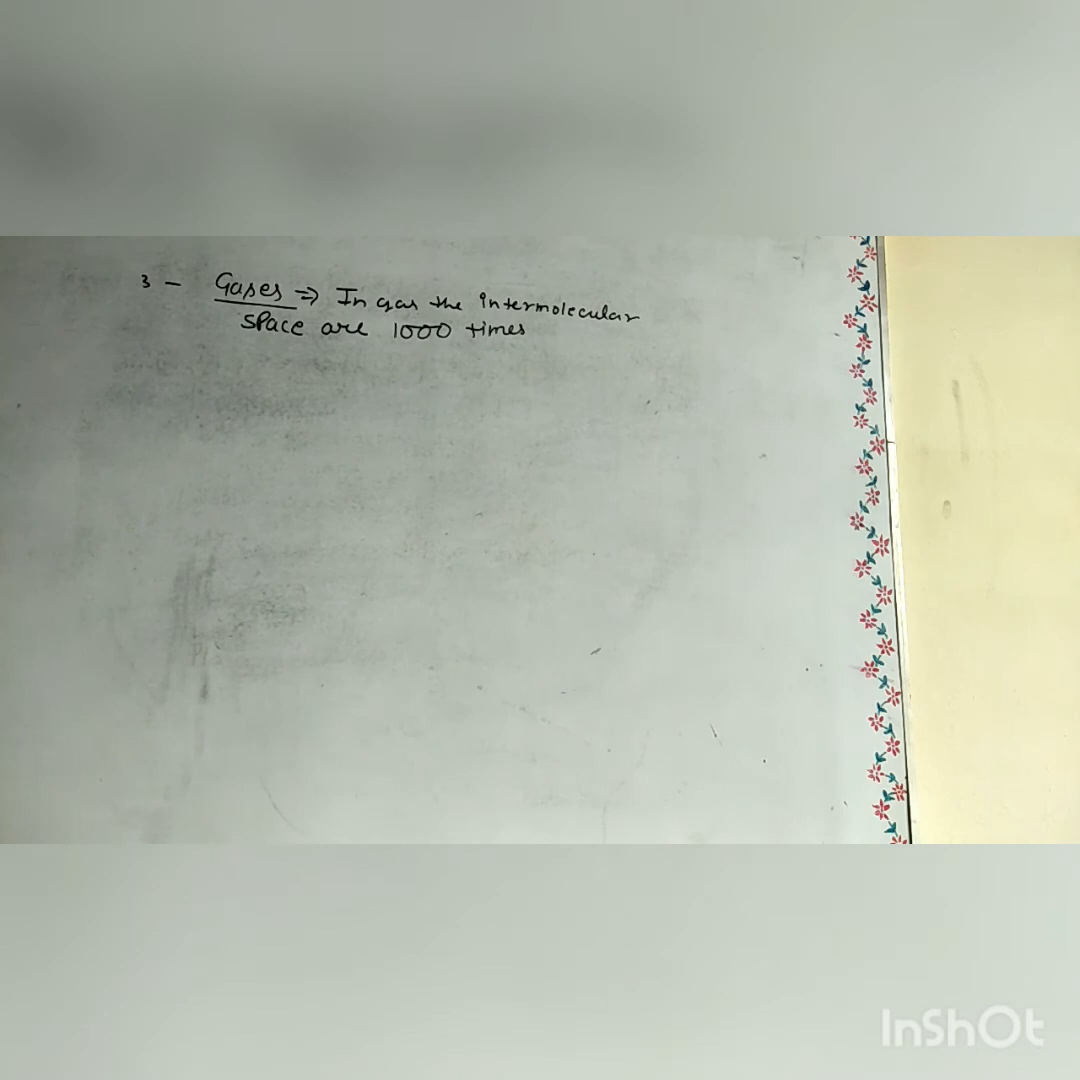 3 - Gases ⇒ In gas the intermolecular
space are 1000 times
InShOt